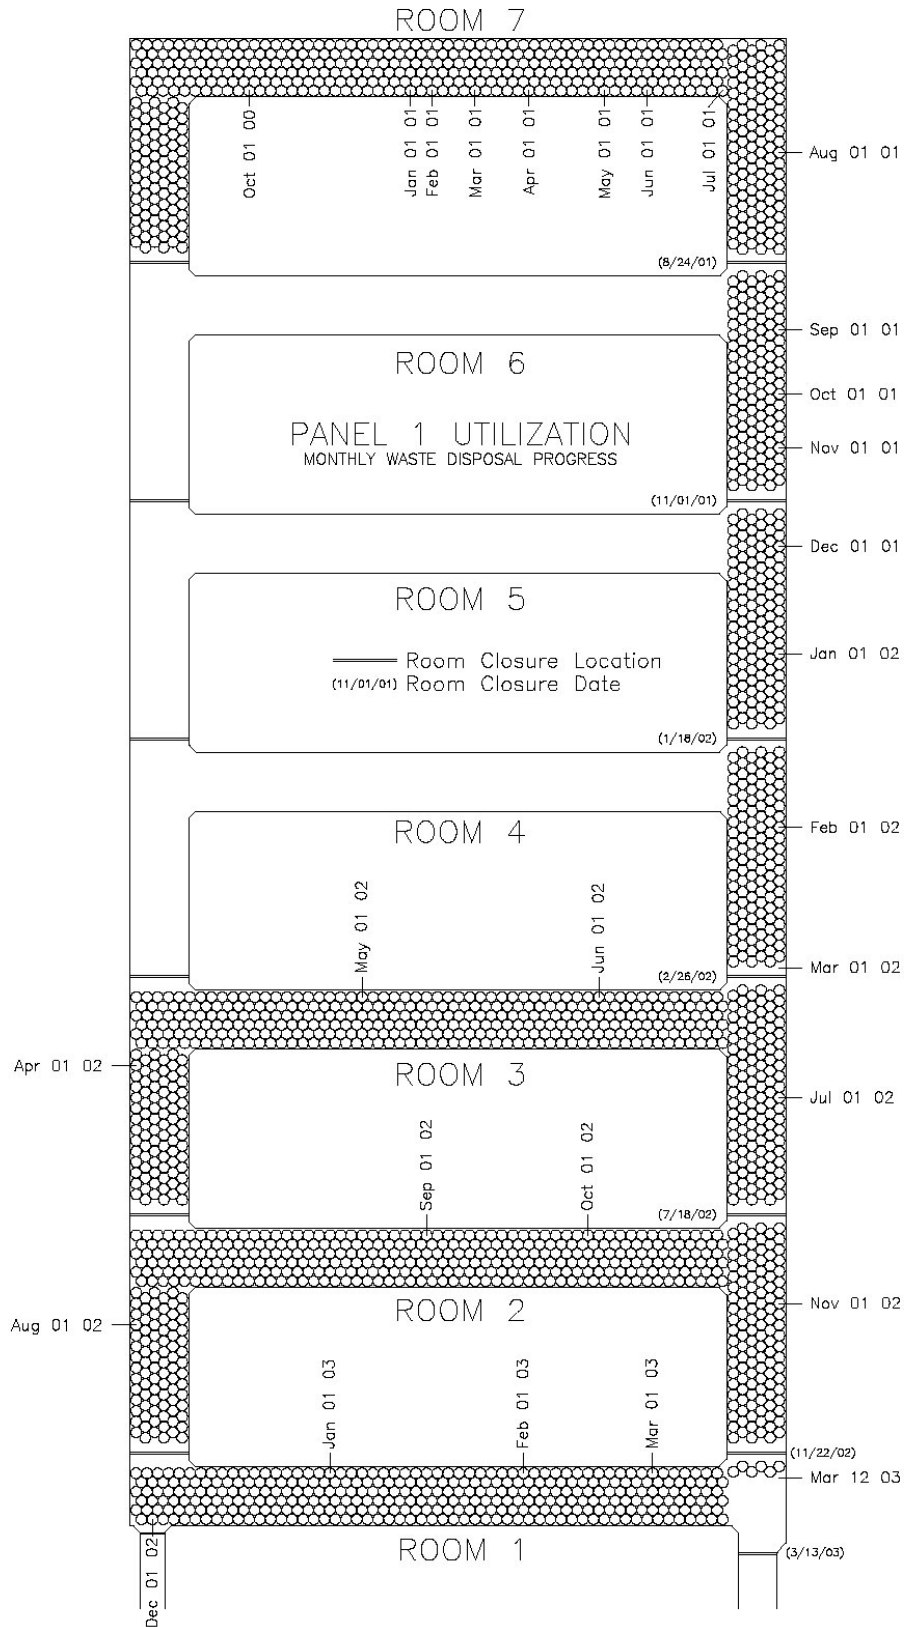 ROOM 7
Oct 01 00
Jan 01 01
Feb 01 01
Mar 01 01
Apr 01 01
May 01 01
Jun 01 01
Jul 01 01
Aug 01 01
(8/24/01)
Sep 01 01
ROOM 6
Oct 01 01
PANEL 1 UTILIZATION
Nov 01 01
MONTHLY WASTE DISPOSAL PROGRESS
(11/01/01)
Dec 01 01
ROOM 5
Jan 01 02
Room Closure Location
(11/01/01) Room Closure Date
(1/18/02)
Feb 01 02
ROOM 4
May 01 02
Jun 01 02
Mar 01 02
(2/26/02)
Apr 01 02
ROOM 3
Jul 01 02
Sep 01 02
Oct 01 02
(7/18/02)
Nov 01 02
ROOM 2
Aug 01 02
Jan 01 03
Feb 01 03
Mar 01 03
(11/22/02)
Mar 12 03
ROOM 1
(3/13/03)
Dec 01 02